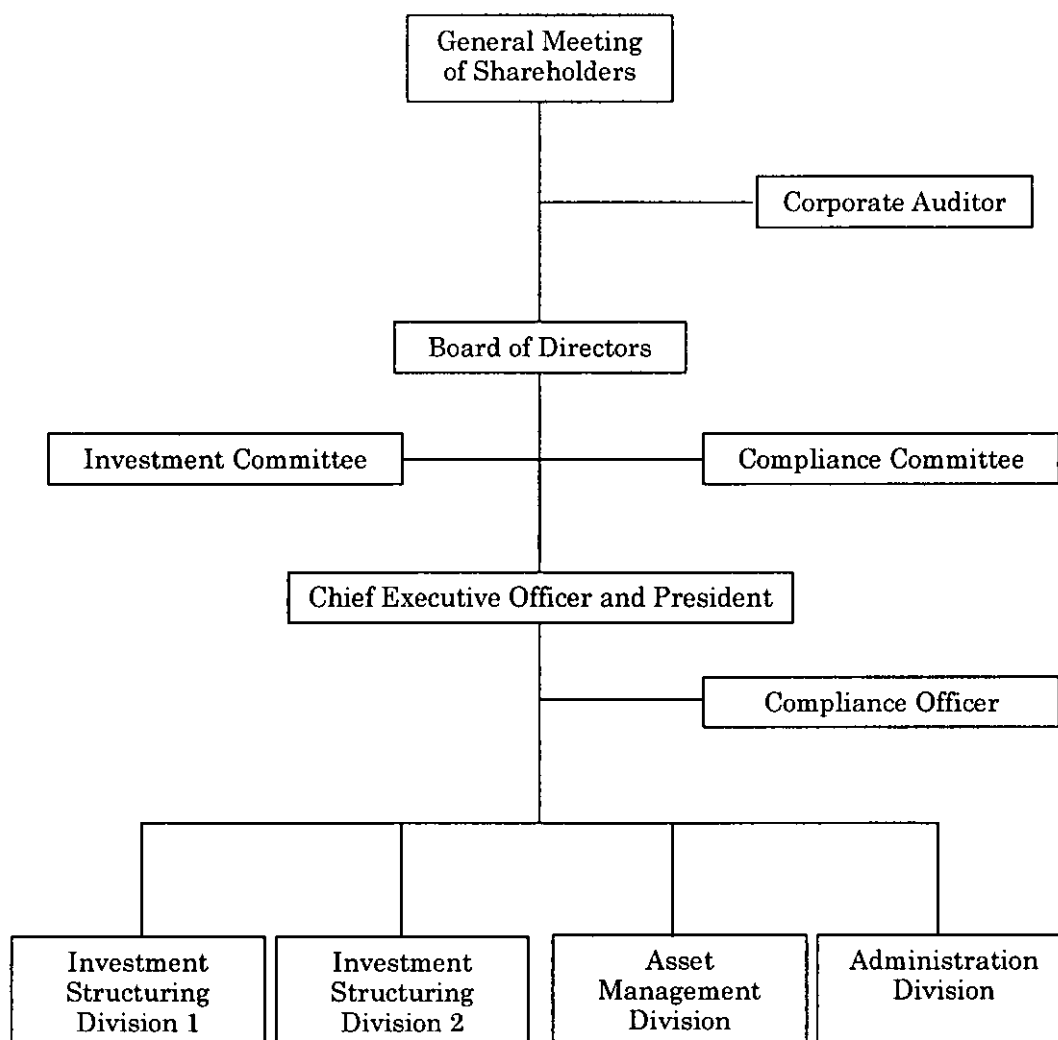 General Meeting
of Shareholders
Corporate Auditor
Board of Directors
Investment Committee
Compliance Committee
Chief Executive Officer and President
Compliance Officer
Investment
Structuring
Division 1
Investment
Structuring
Division 2
Asset
Management
Division
Administration
Division